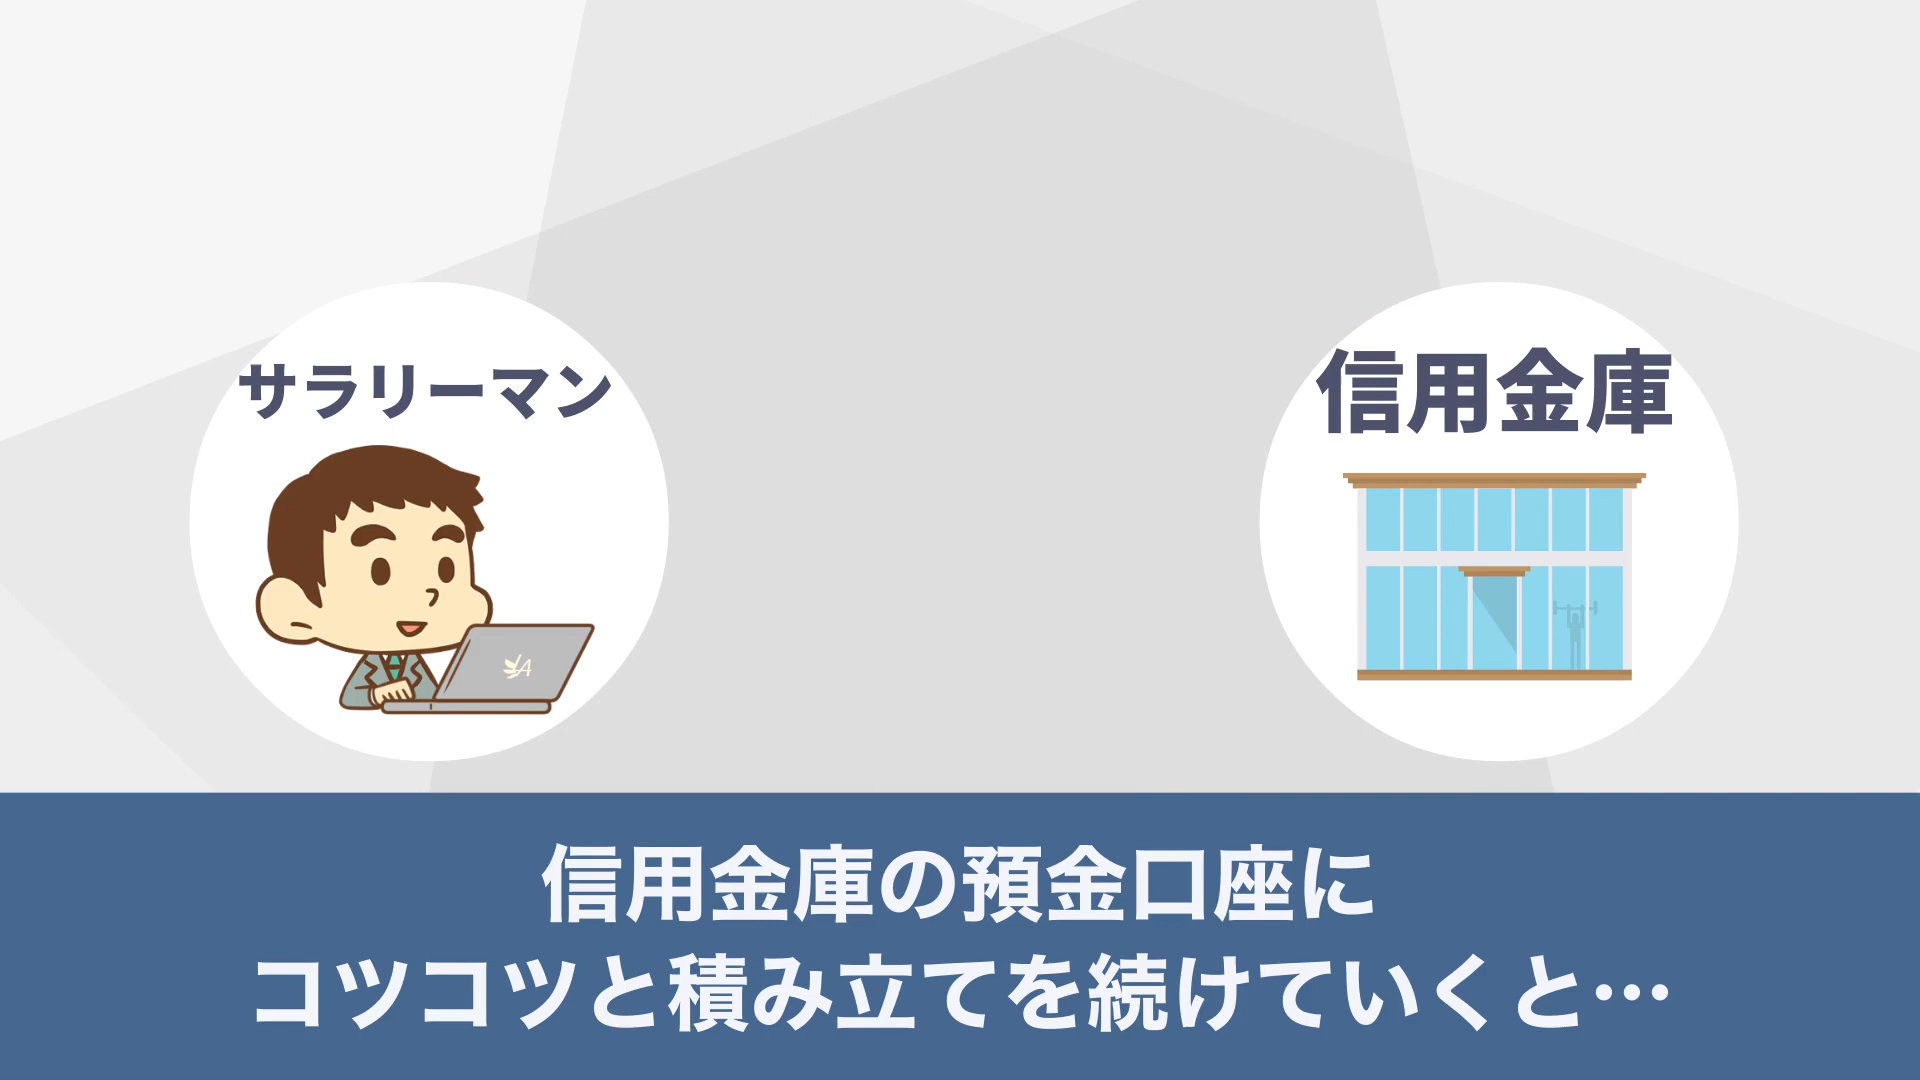 サラリーマン
信用金庫
信用金庫の預金口座に
コツコツと積み立てを続けていくと…